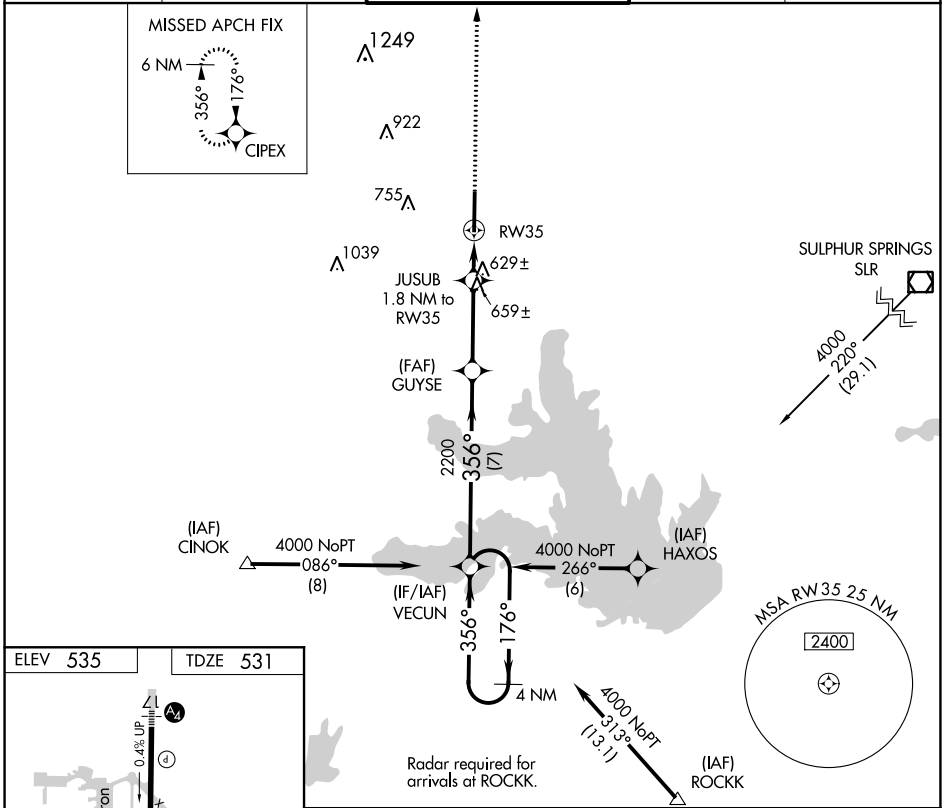 MISSED APCH FIX
6 NM
356°
176°
CIPEX
1249
922
755
1039
RW35
629±
JUSUB
1.8 NM to
RW35
659±
SULPHUR SPRINGS
SLR
4000
220°
(29.1)
(FAF)
GUYSE
2200
356°
(7)
(IAF)
CINOK
4000 NoPT
086°
(8)
(IF/IAF)
VECUN
4000 NoPT
266°
(6)
(IAF)
HAXOS
356°
176°
4 NM
MSA RW35 25 NM
2400
4000 NoPT
313°
(13.1)
(IAF)
ROCKK
Radar required for
arrivals at ROCKK.
ELEV 535
TDZE 531
17
A4
0.4% UP
P